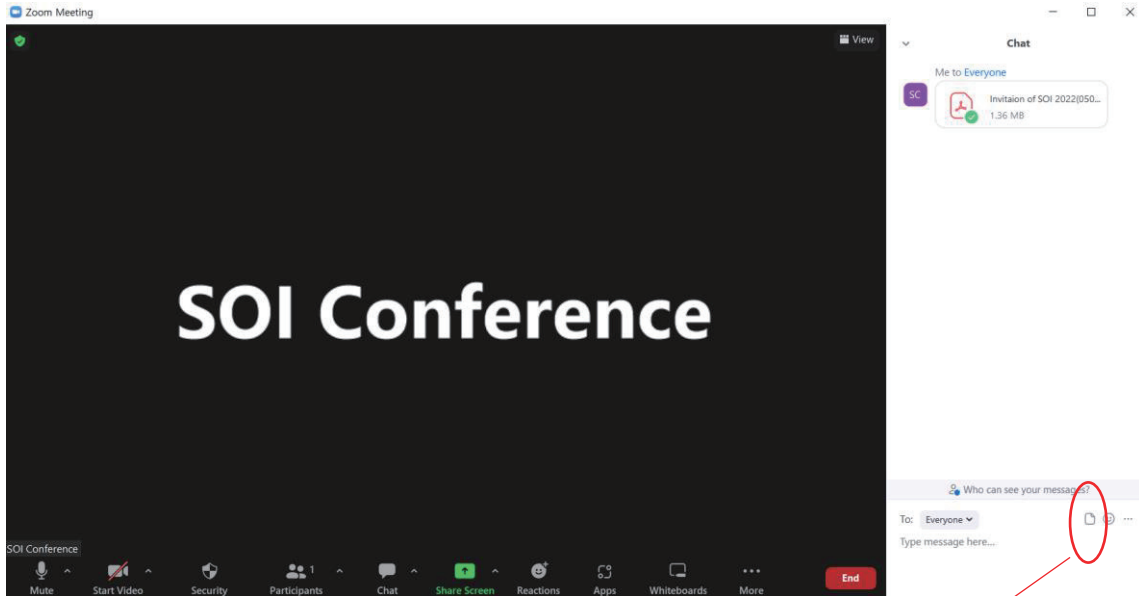 Zoom Meeting
View
Chat
Me to Everyone
SC
Invitaion of SOI 2022(050...
1.36 MB
SOI Conference
Who can see your messages?
To: Everyone
Type message here...
SOI Conference
Mute
Start Video
Security
1
Participants
Chat
Share Screen
Reactions
Apps
Whiteboards
More
End